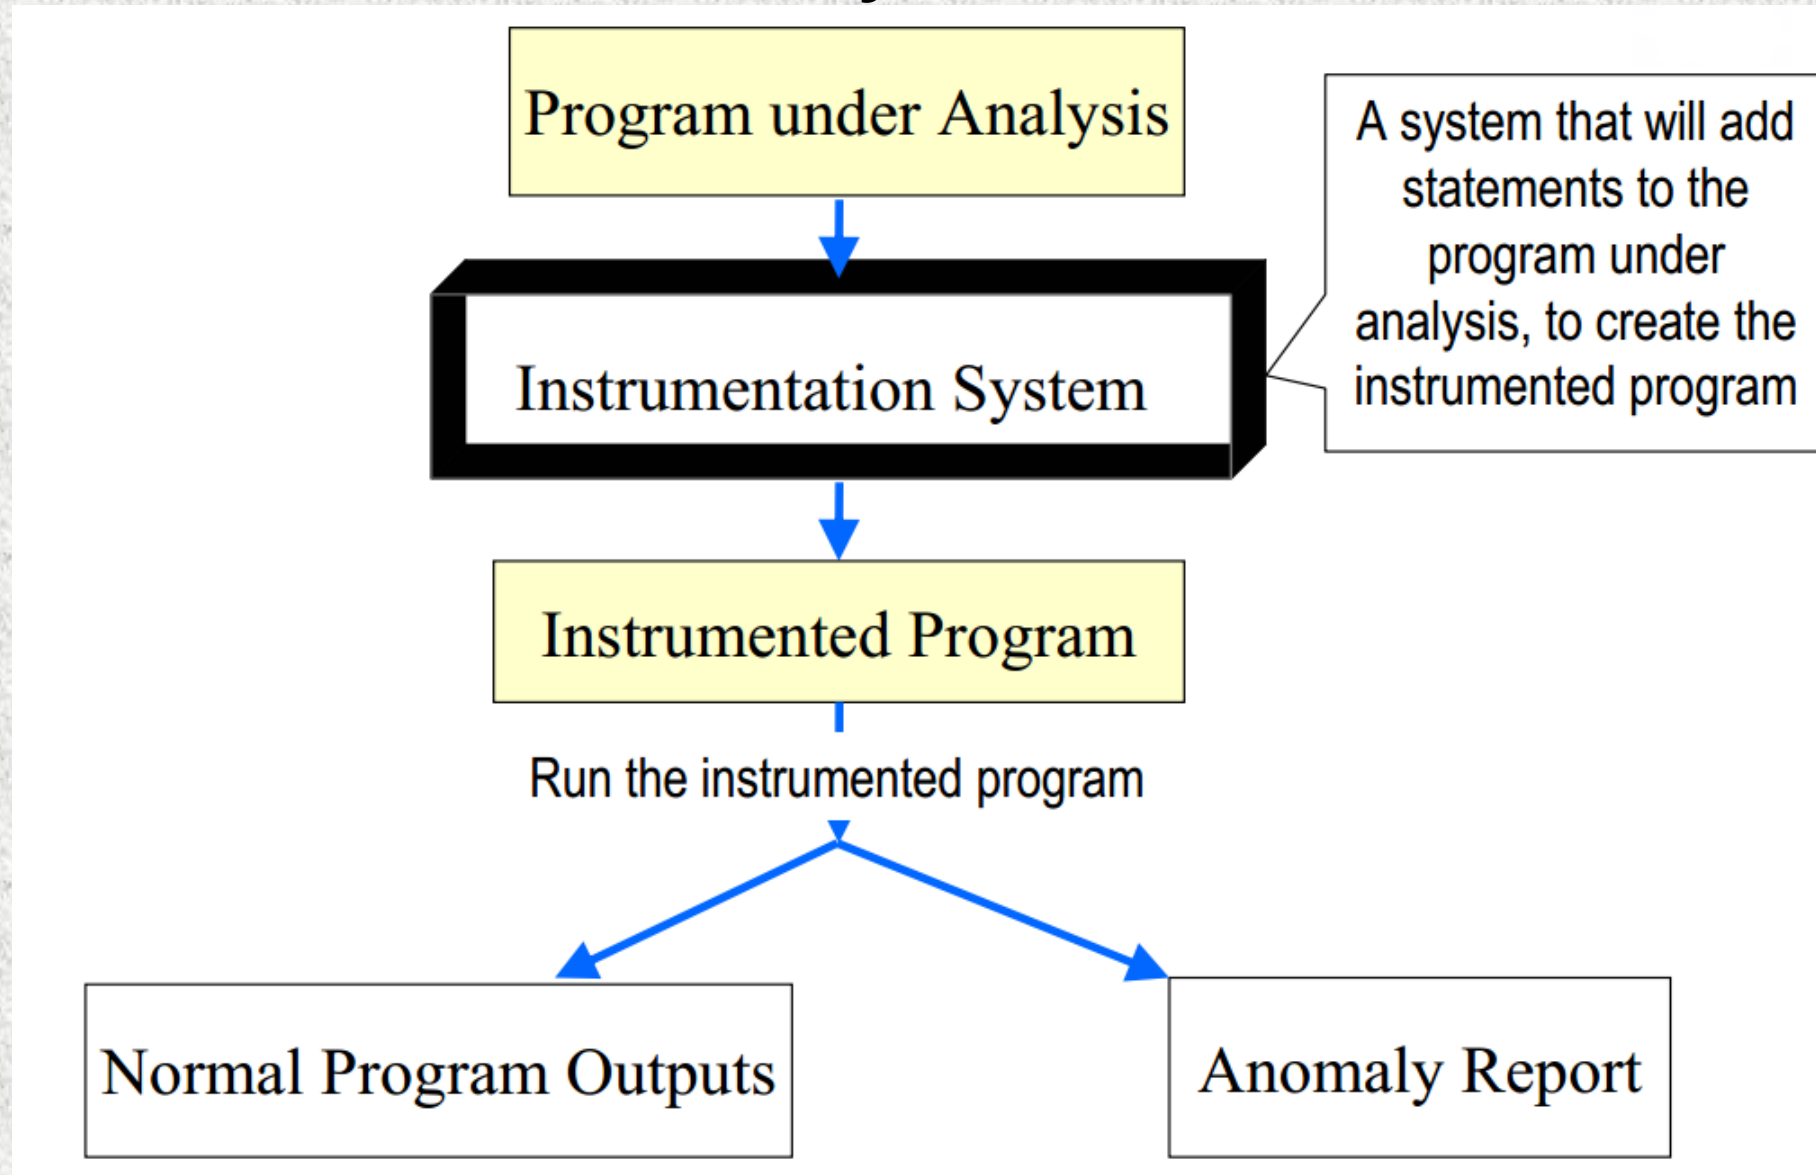 Program under Analysis
A system that will add
statements to the
program under
analysis, to create the
instrumented program
Instrumentation System
Instrumented Program
Run the instrumented program
Normal Program Outputs
Anomaly Report